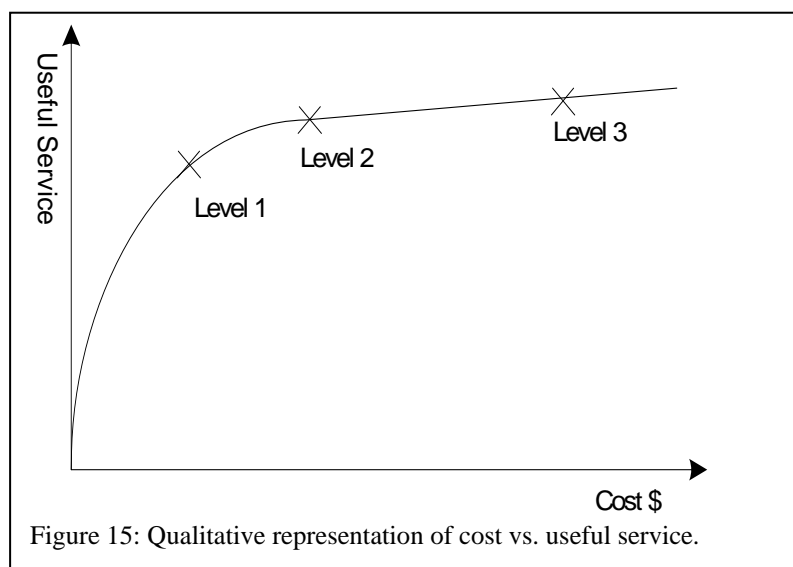 Useful Service
Level 1
Level 2
Level 3
Cost $
Figure 15: Qualitative representation of cost vs. useful service.